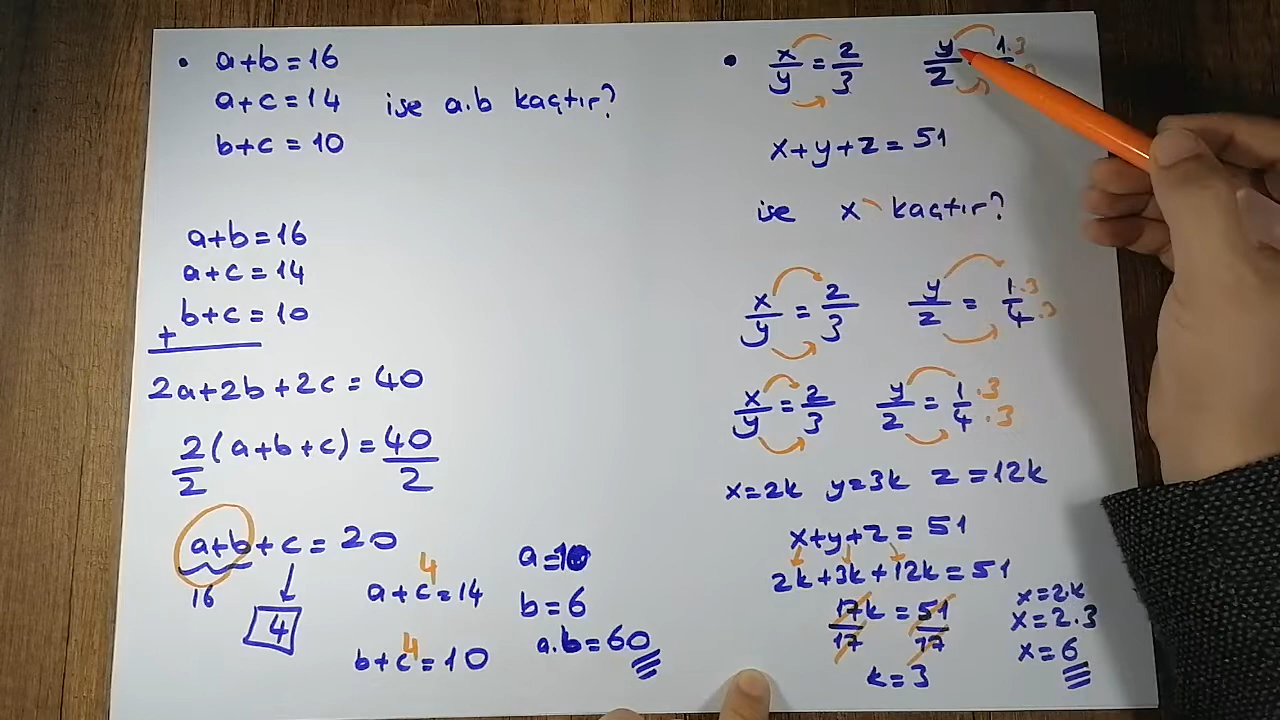 • a+b=16
a+c=14 ise a.b kaçtır?
b+c=10
a+b=16
a+c=14
+ b+c=10
2a+2b+2c=40
2/2 (a+b+c)=40/2
a+b+c=20
16
4
a+c=14
4
b+c=10
4
a=10
b=6
a.b=60
• x/y=2/3 y/z 1.3
x+y+z=51
ise x kaçtır?
x/y=2/3 y/z=1.3/4.3
x/y=2/3 y/z=1.3/4.3
x=2k y=3k z=12k
x+y+z=51
2k+3k+12k=51
17k/17=51/17
k=3
x=2k
x=2.3
x=6